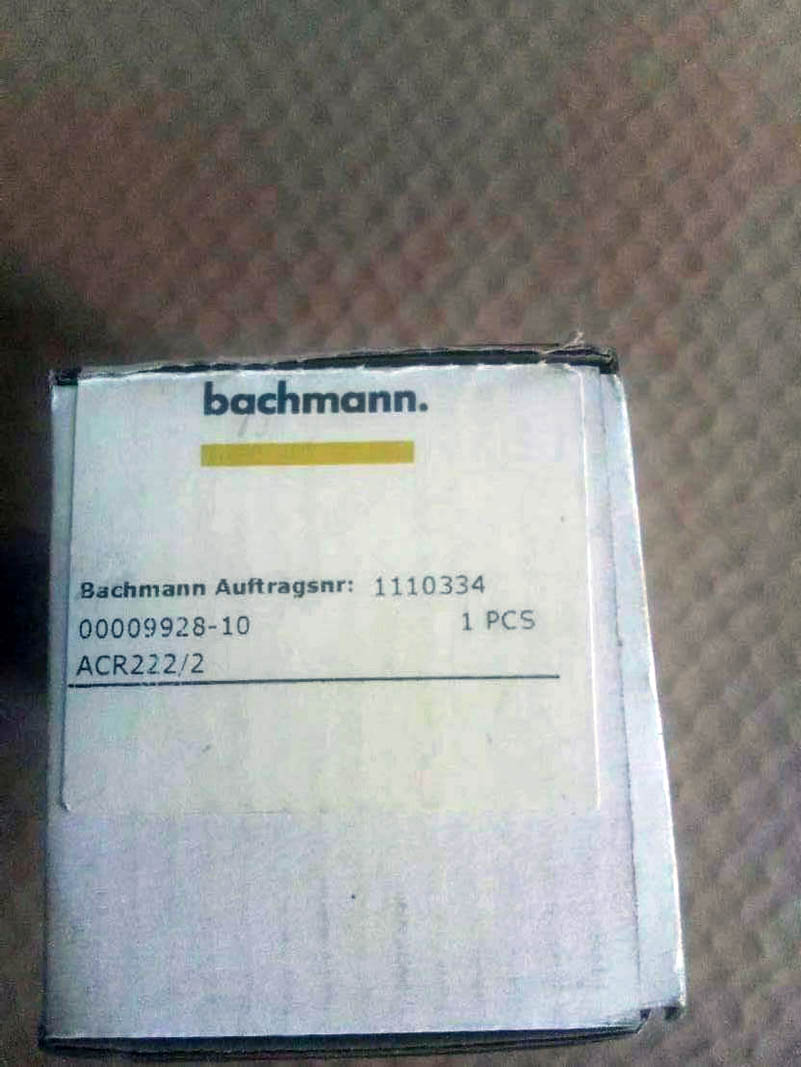 bachmann.
Bachmann Auftragsnr: 1110334
00009928-10 1 PCS
ACR222/2